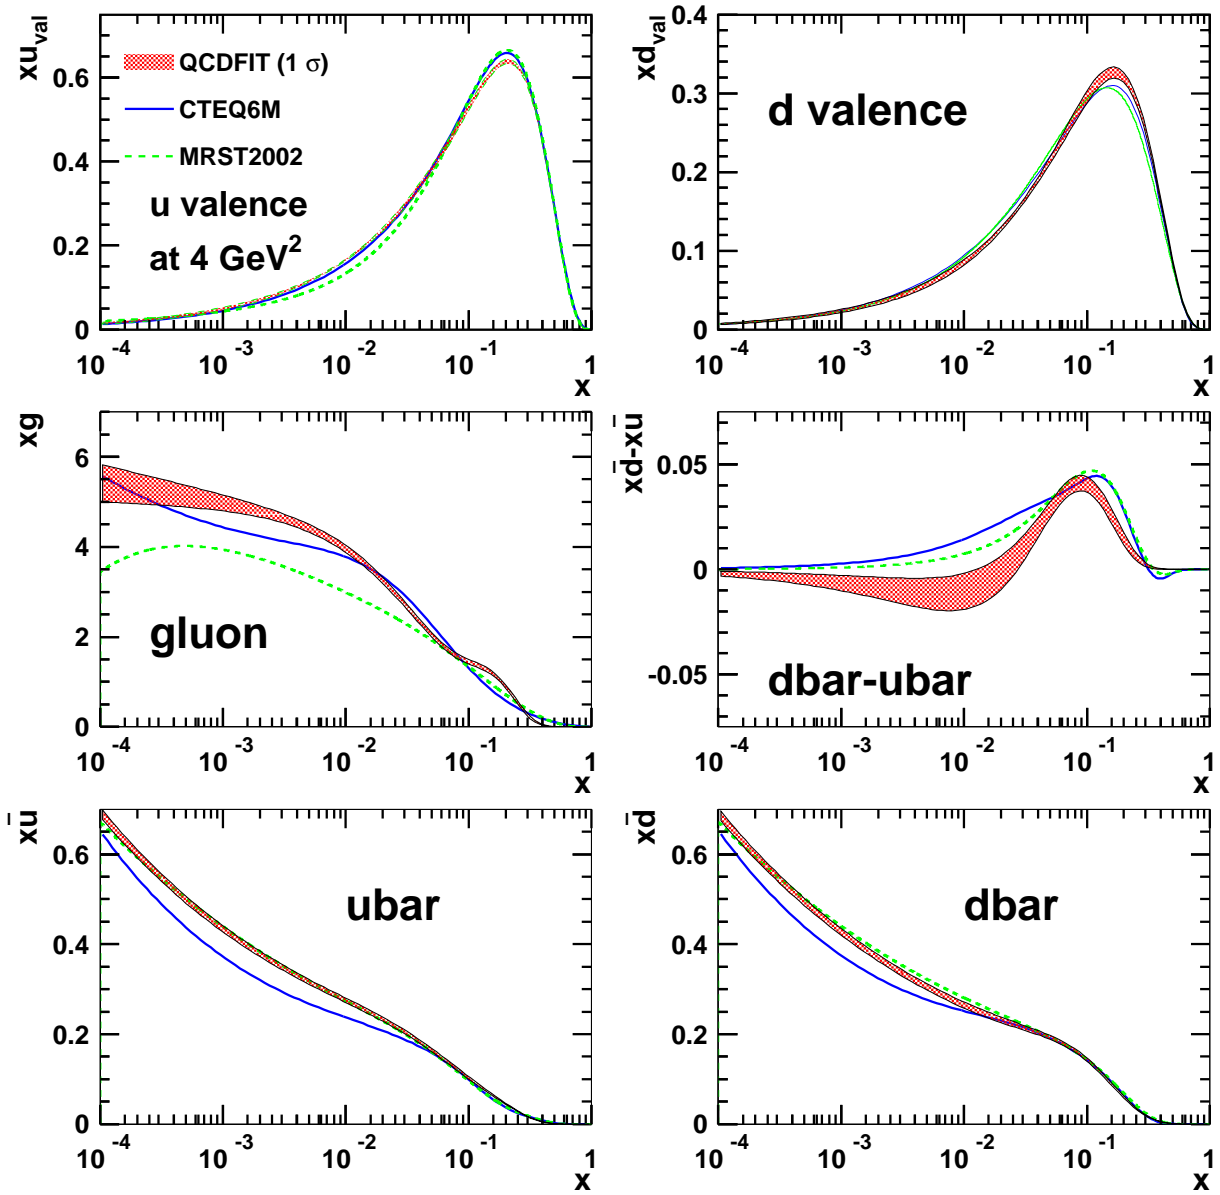 xu_val
0.6
0.4
0.2
0
QCDFIT (1 σ)
CTEQ6M
MRST2002
u valence
at 4 GeV²
10⁻⁴ 10⁻³ 10⁻² 10⁻¹ 1
x
xd_val
0.4
0.3
0.2
0.1
0
d valence
10⁻⁴ 10⁻³ 10⁻² 10⁻¹ 1
x
xg
6
4
2
0
gluon
10⁻⁴ 10⁻³ 10⁻² 10⁻¹ 1
x
xd̄-xū
0.05
0
-0.05
dbar-ubar
10⁻⁴ 10⁻³ 10⁻² 10⁻¹ 1
x
xū
0.6
0.4
0.2
0
ubar
10⁻⁴ 10⁻³ 10⁻² 10⁻¹ 1
x
xd̄
0.6
0.4
0.2
0
dbar
10⁻⁴ 10⁻³ 10⁻² 10⁻¹ 1
x